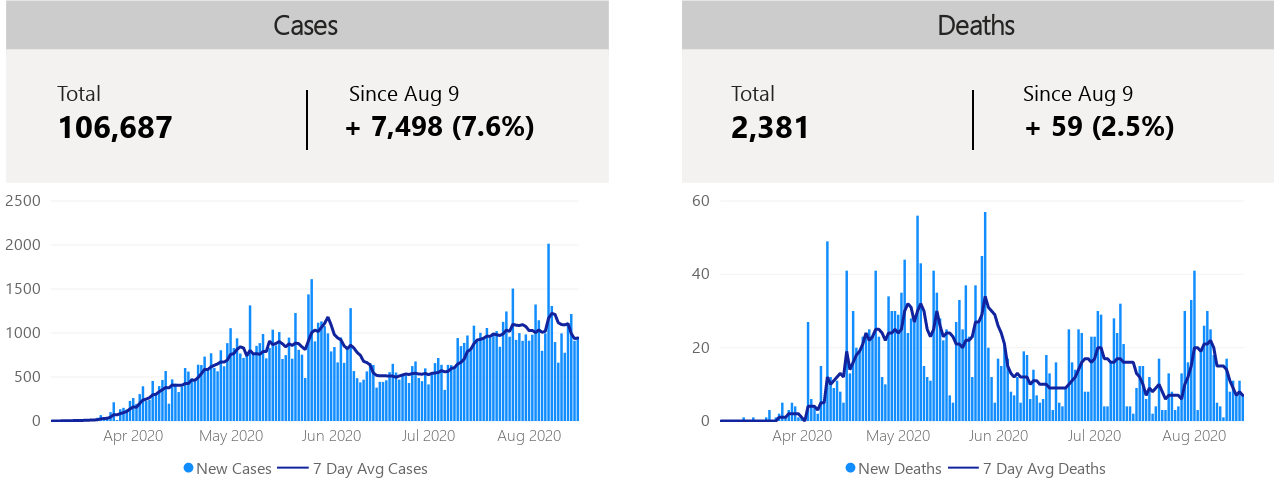 Cases
Total
106,687
Since Aug 9
+ 7,498 (7.6%)
2500
2000
1500
1000
500
0
Apr 2020 May 2020 Jun 2020 Jul 2020 Aug 2020
New Cases 7 Day Avg Cases
Deaths
Total
2,381
Since Aug 9
+ 59 (2.5%)
60
40
20
0
Apr 2020 May 2020 Jun 2020 Jul 2020 Aug 2020
New Deaths 7 Day Avg Deaths